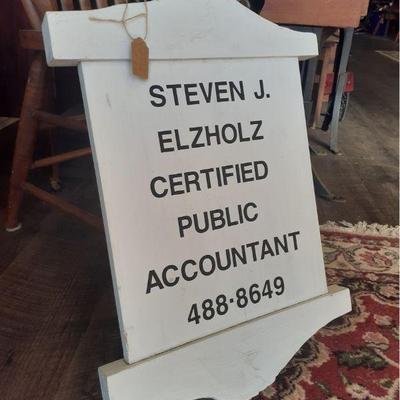 STEVEN J.
ELZHOLZ
CERTIFIED
PUBLIC
ACCOUNTANT
488-8649